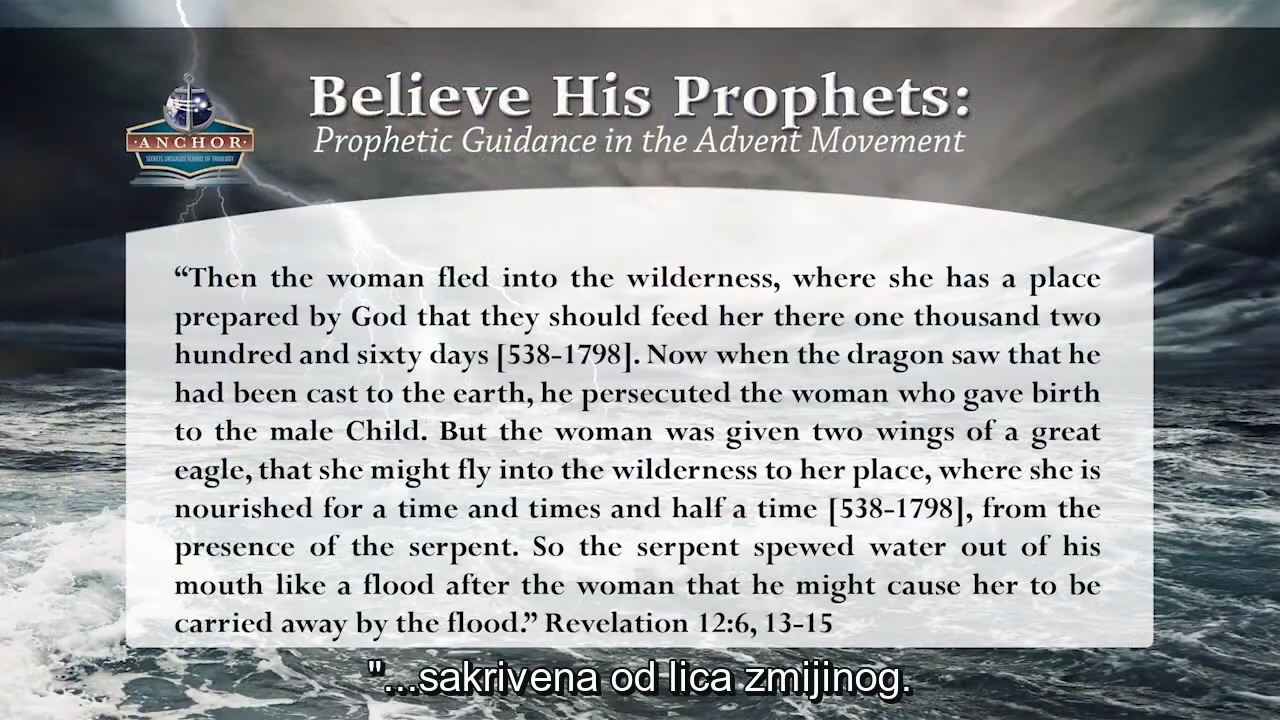 Believe His Prophets:
Prophetic Guidance in the Advent Movement
·ANCHOR·
SECRETS UNSEALED SCHOOL OF THEOLOGY
“Then the woman fled into the wilderness, where she has a place
prepared by God that they should feed her there one thousand two
hundred and sixty days [538-1798]. Now when the dragon saw that he
had been cast to the earth, he persecuted the woman who gave birth
to the male Child. But the woman was given two wings of a great
eagle, that she might fly into the wilderness to her place, where she is
nourished for a time and times and half a time [538-1798], from the
presence of the serpent. So the serpent spewed water out of his
mouth like a flood after the woman that he might cause her to be
carried away by the flood.” Revelation 12:6, 13-15
"...sakrivena od lica zmijinog.